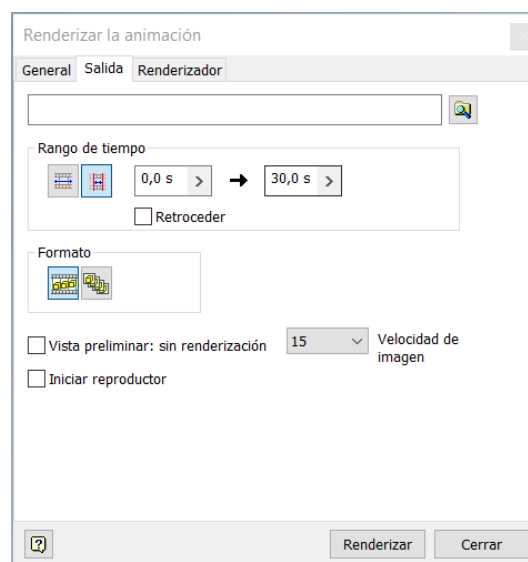 Renderizar la animación
General Salida Renderizador
Rango de tiempo
0,0 s 30,0 s
Retroceder
Formato
Vista preliminar: sin renderización 15 Velocidad de
imagen
Iniciar reproductor
Renderizar Cerrar